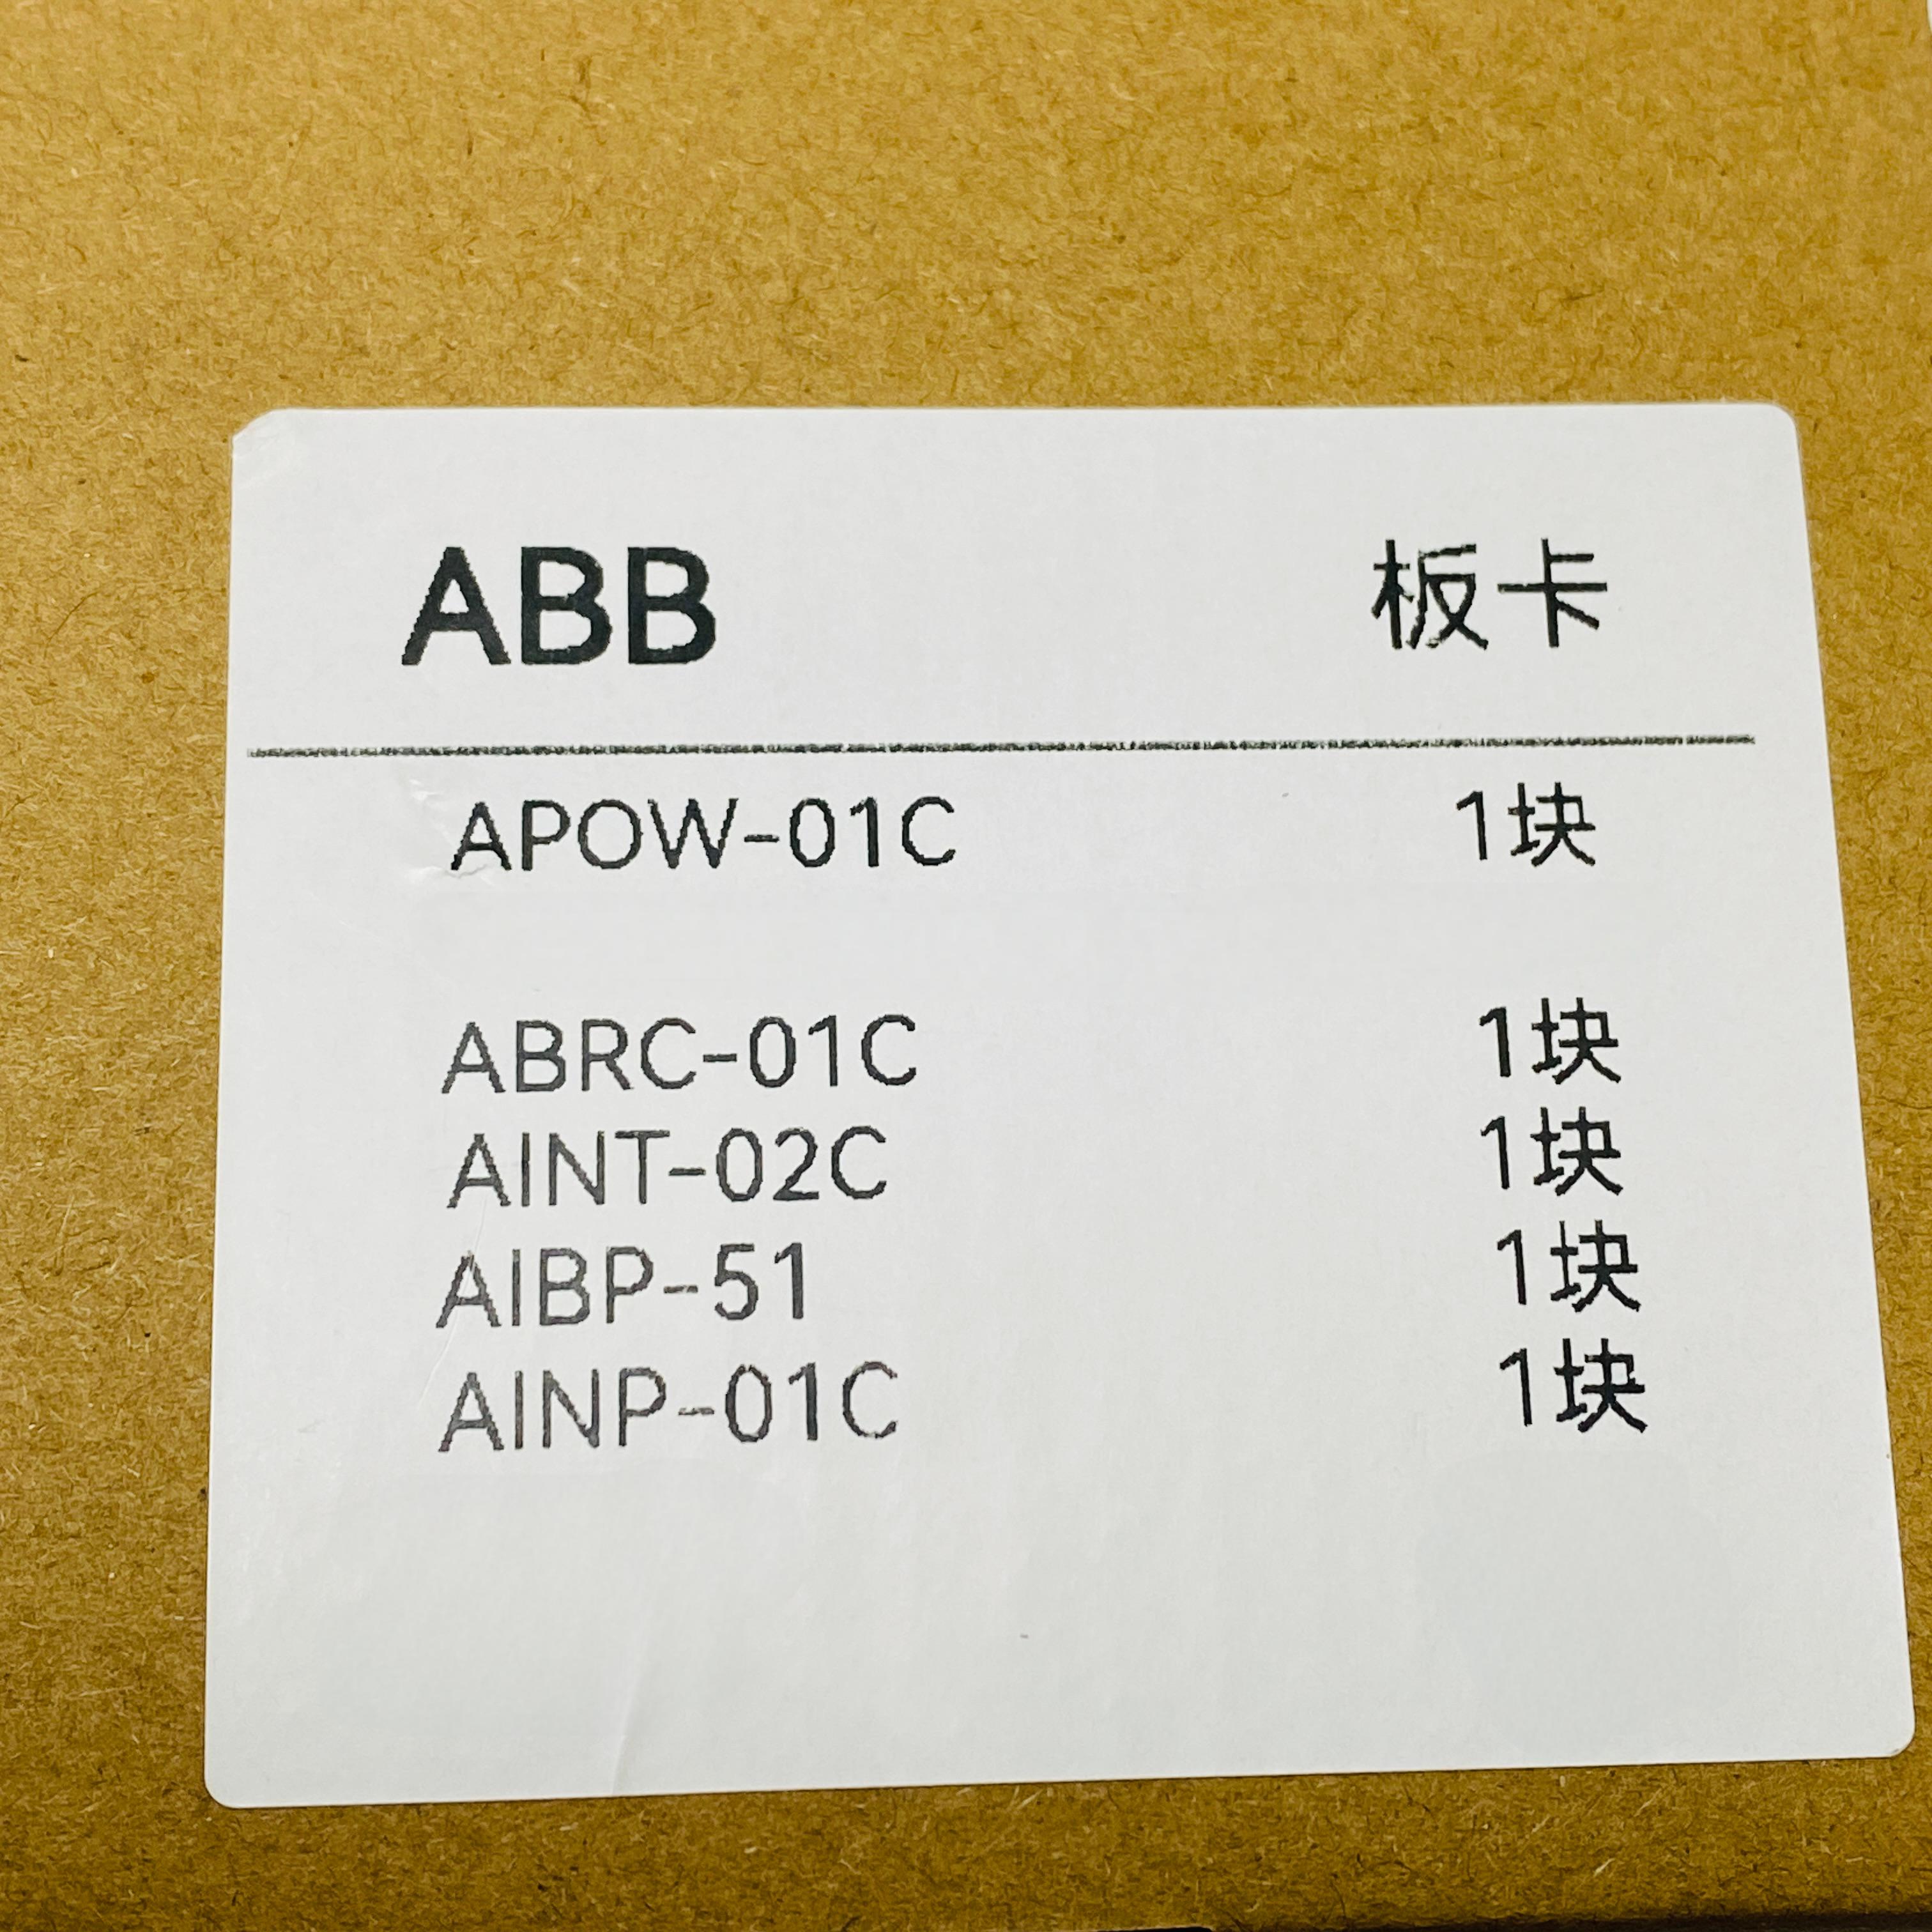 ABB 板卡
APOW-01C 1块
ABRC-01C 1块
AINT-02C 1块
AIBP-51 1块
AINP-01C 1块